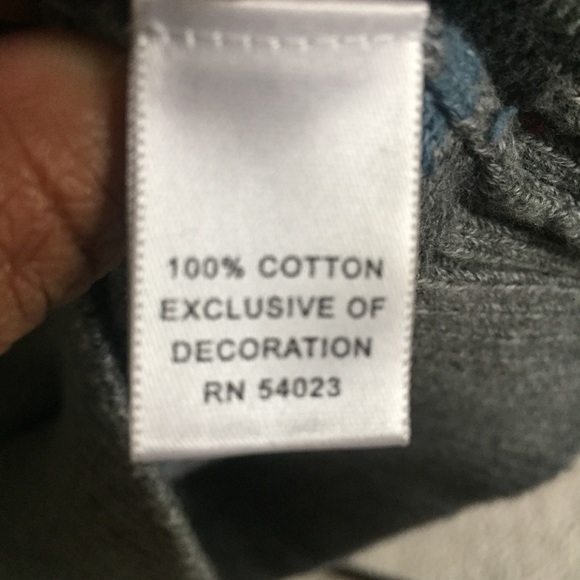 100% COTTON
EXCLUSIVE OF
DECORATION
RN 54023